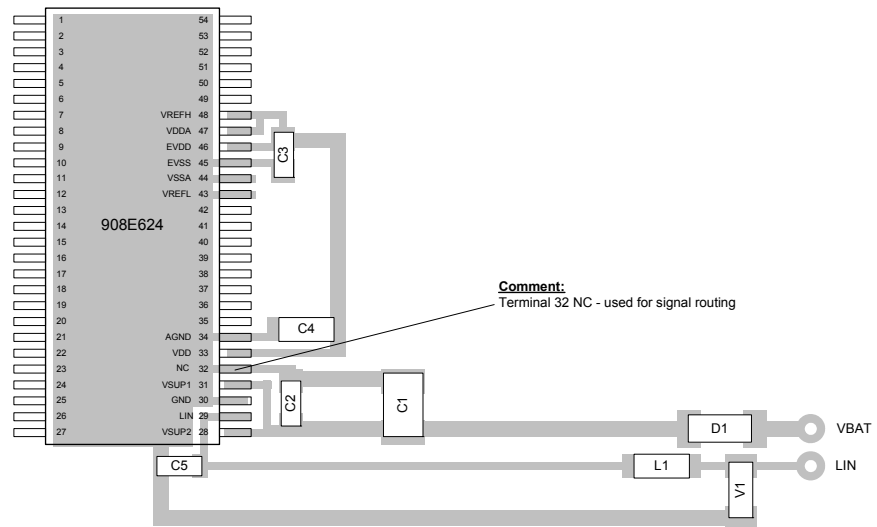 1 54
2 53
3 52
4 51
5 50
6 49
7 VREFH 48
8 VDDA 47
9 EVDD 46
10 EVSS 45
11 VSSA 44
12 VREFL 43
13 42
14 908E624 41
15 40
16 39
17 38
18 37
19 36
20 35
21 AGND 34
22 VDD 33
23 NC 32
24 VSUP1 31
25 GND 30
26 LIN 29
27 VSUP2 28
C3
Comment:
Terminal 32 NC - used for signal routing
C4
C2
C1
D1
VBAT
C5
L1
V1
LIN